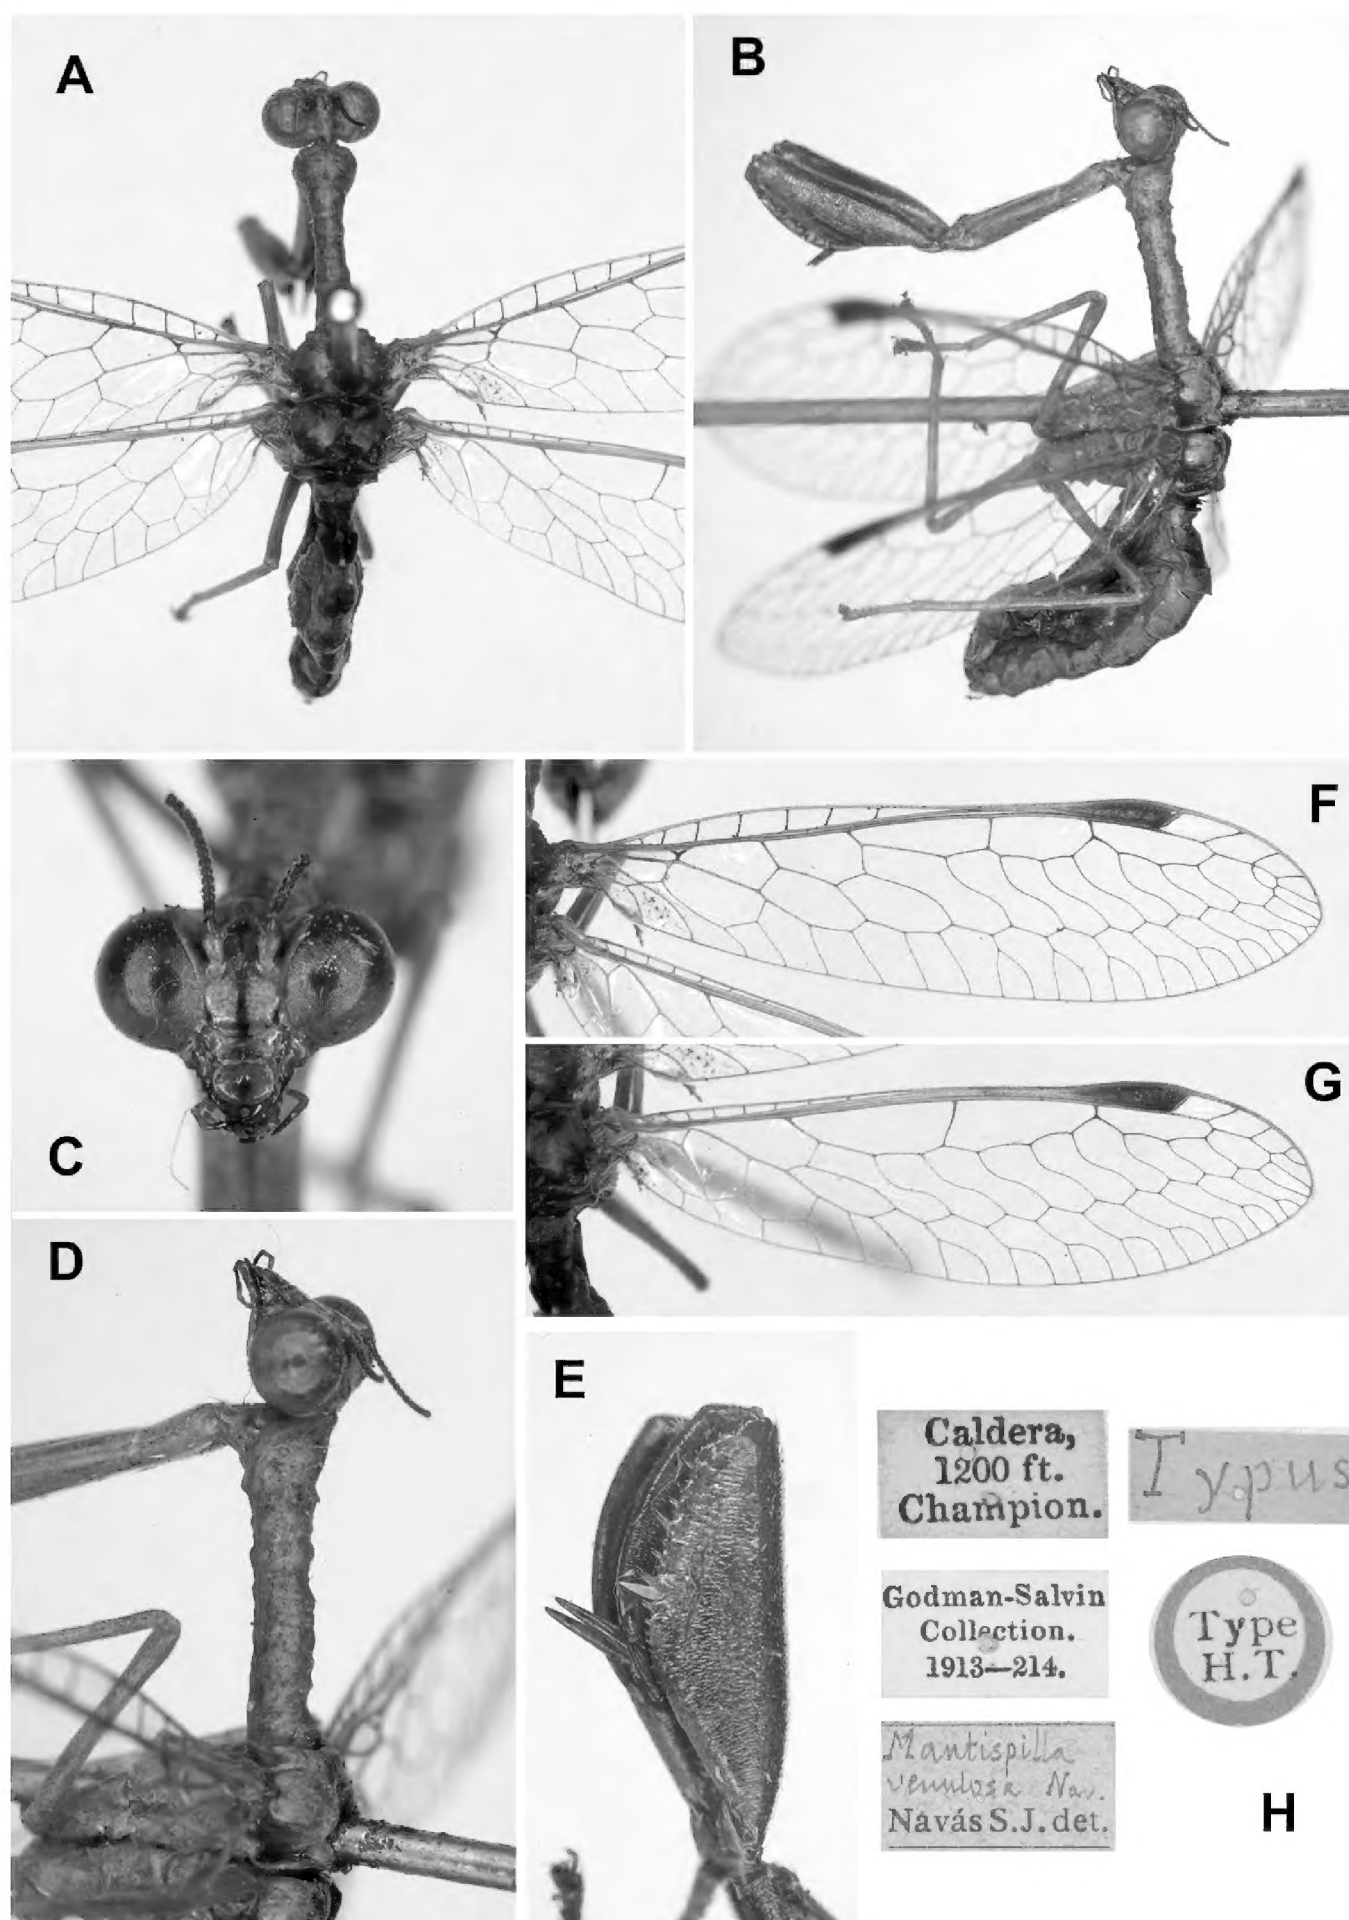 A
B
C
F
G
D
E
Caldera,
1200 ft.
Champion.
Typus
Godman-Salvin
Collection.
1913—214.
Type
H.T.
Mantispilla
venulosa Nav.
Navás S.J. det.
H